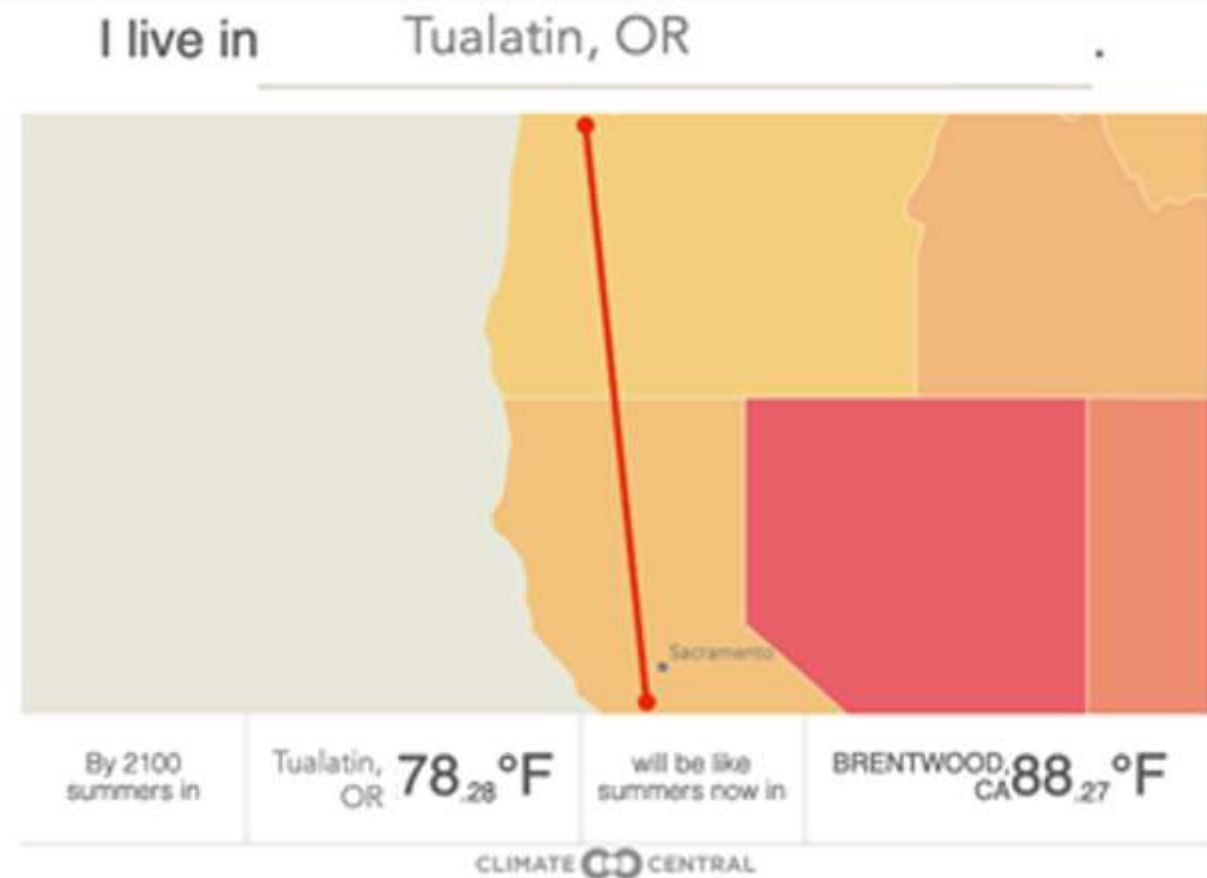 I live in Tualatin, OR .
Sacramento
By 2100
summers in
Tualatin,
OR
78.28°F
will be like
summers now in
BRENTWOOD,
CA
88.27°F
CLIMATE CENTRAL